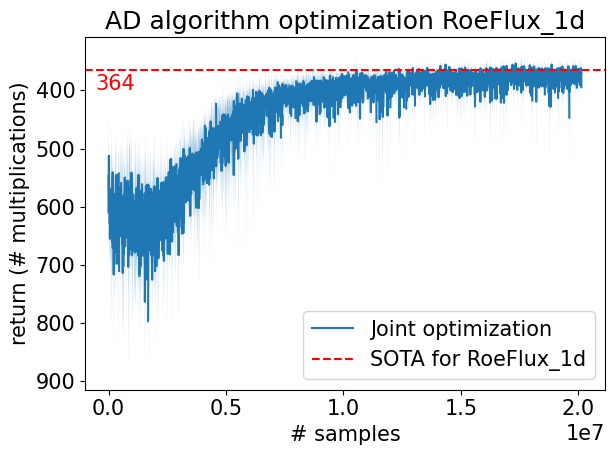 AD algorithm optimization RoeFlux_1d
return (# multiplications)
364
400
500
600
700
800
900
Joint optimization
SOTA for RoeFlux_1d
0.0 0.5 1.0 1.5 2.0
1e7
# samples